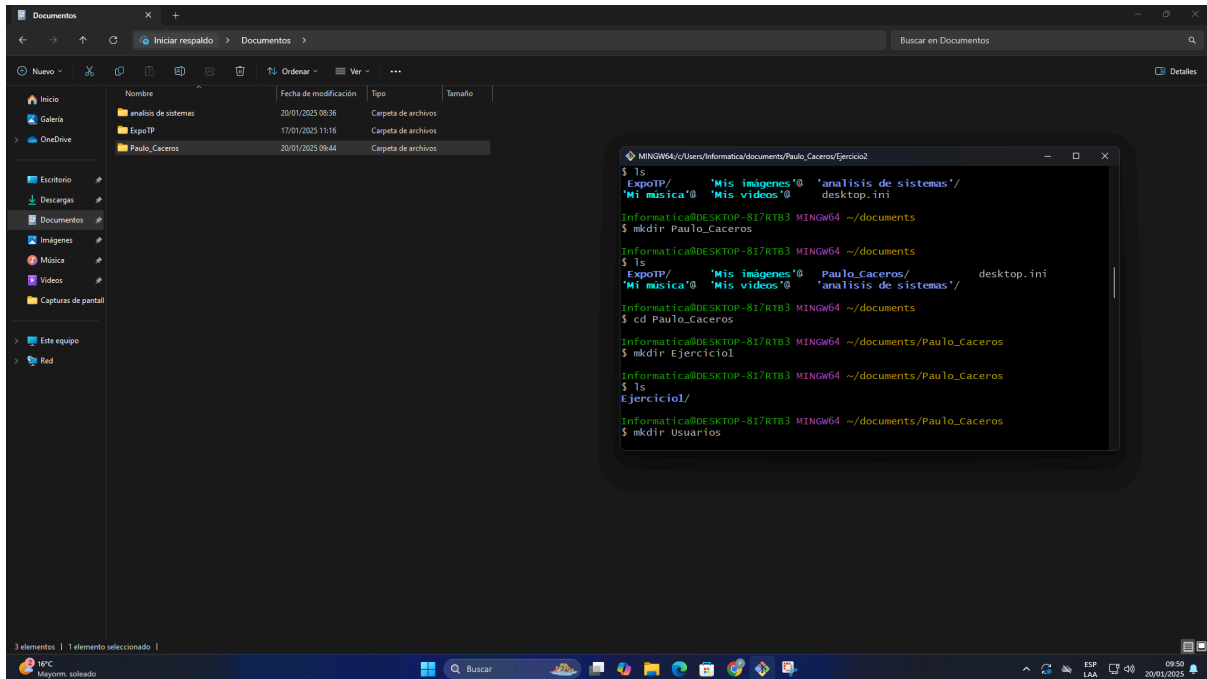 Documentos
Iniciar respaldo > Documentos >
Buscar en Documentos
Nuevo
Ordenar
Ver
Detalles
Nombre Fecha de modificación Tipo Tamaño
Inicio
Galería
OneDrive
Escritorio
Descargas
Documentos
Imágenes
Música
Videos
Capturas de pantall
Este equipo
Red
analisis de sistemas 20/01/2025 08:36 Carpeta de archivos
ExpoTP 17/01/2025 11:16 Carpeta de archivos
Paulo_Caceros 20/01/2025 09:44 Carpeta de archivos
MINGW64:/c/Users/Informatica/documents/Paulo_Caceros/Ejercicio2
$ ls
ExpoTP/ 'Mis imágenes'@ 'analisis de sistemas'/
'Mi música'@ 'Mis videos'@ desktop.ini
Informatica@DESKTOP-8I7RTB3 MINGW64 ~/documents
$ mkdir Paulo_Caceros
Informatica@DESKTOP-8I7RTB3 MINGW64 ~/documents
$ ls
ExpoTP/ 'Mis imágenes'@ Paulo_Caceros/ desktop.ini
'Mi música'@ 'Mis videos'@ 'analisis de sistemas'/
Informatica@DESKTOP-8I7RTB3 MINGW64 ~/documents
$ cd Paulo_Caceros
Informatica@DESKTOP-8I7RTB3 MINGW64 ~/documents/Paulo_Caceros
$ mkdir Ejercicio1
Informatica@DESKTOP-8I7RTB3 MINGW64 ~/documents/Paulo_Caceros
$ ls
Ejercicio1/
Informatica@DESKTOP-8I7RTB3 MINGW64 ~/documents/Paulo_Caceros
$ mkdir Usuarios
3 elementos | 1 elemento seleccionado |
2
16°C
Mayorm. soleado
Buscar
ESP
LAA
09:50
20/01/2025